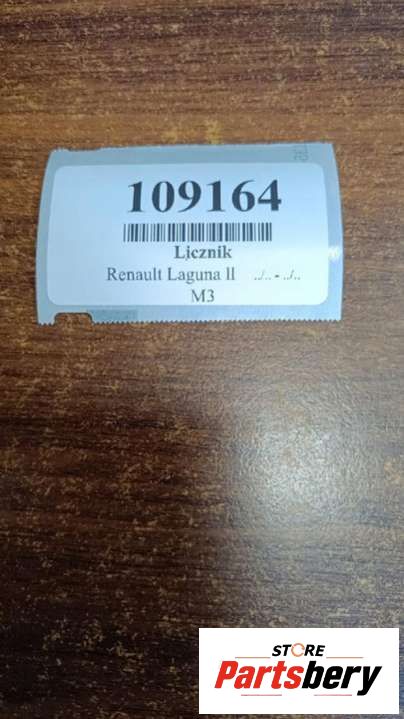 109164
Licznik
Renault Laguna II ../.. - ../..
M3
STORE
Partsbery